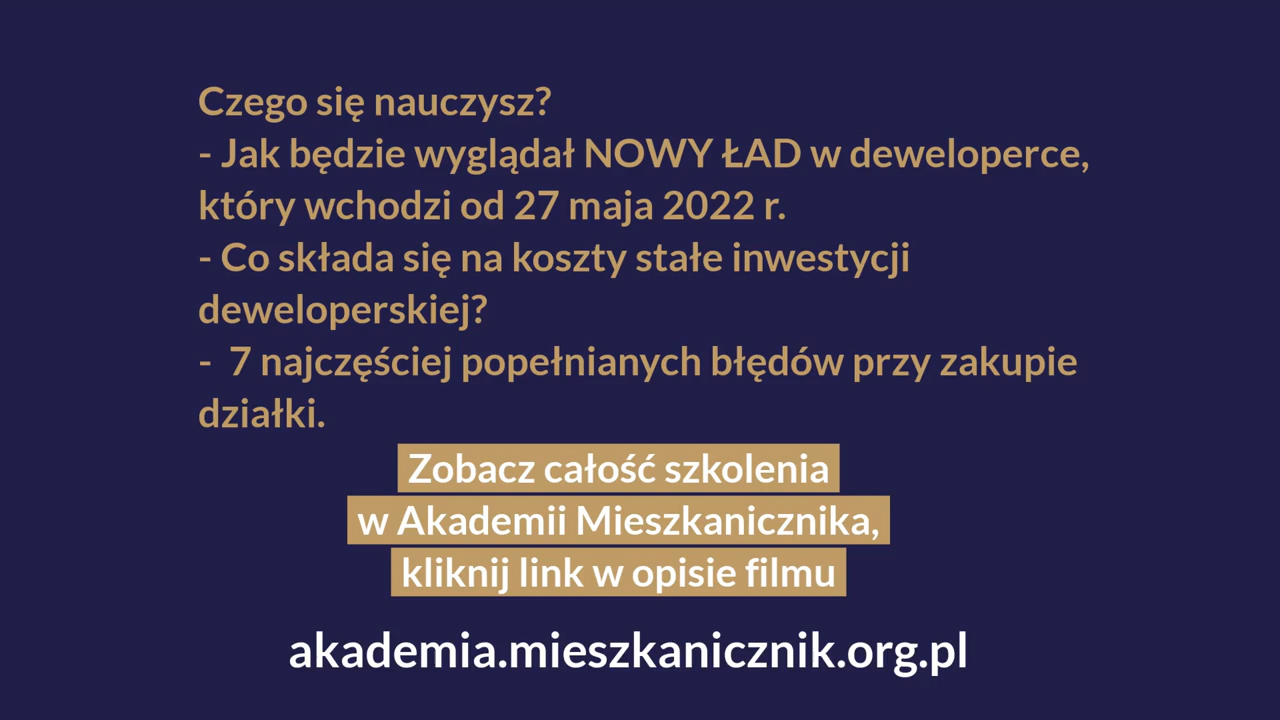 Czego się nauczysz?
- Jak będzie wyglądał NOWY ŁAD w deweloperce,
który wchodzi od 27 maja 2022 r.
- Co składa się na koszty stałe inwestycji
deweloperskiej?
-  7 najczęściej popełnianych błędów przy zakupie
działki.
Zobacz całość szkolenia
w Akademii Mieszkanicznika,
kliknij link w opisie filmu
akademia.mieszkanicznik.org.pl